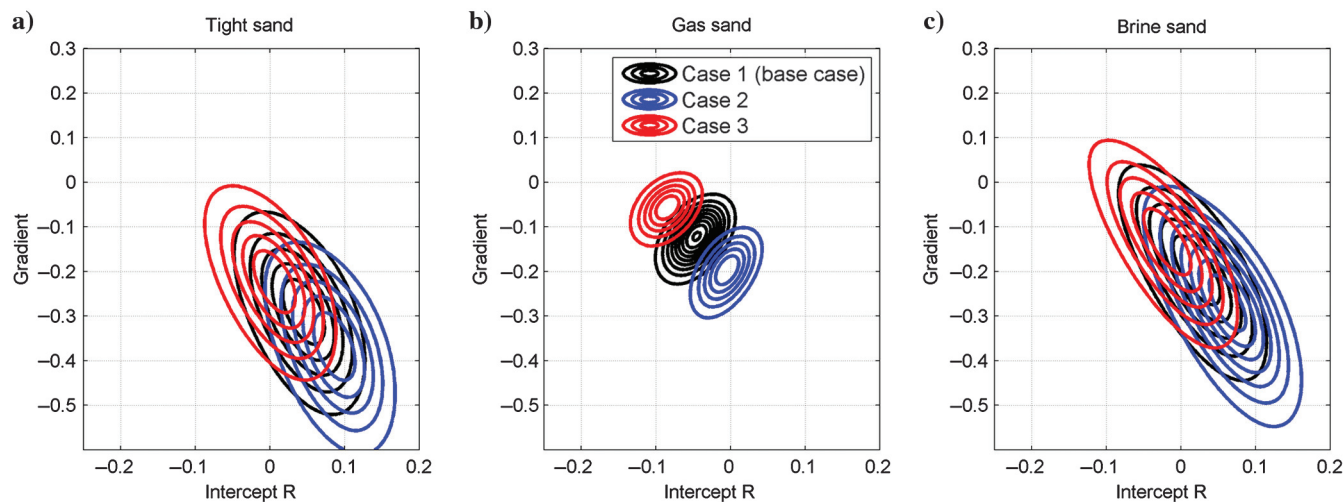 a)
Tight sand
0.3
0.2
0.1
0
–0.1
–0.2
–0.3
–0.4
–0.5
Gradient
–0.2
–0.1
0
0.1
0.2
Intercept R
b)
Gas sand
Case 1 (base case)
Case 2
Case 3
0.3
0.2
0.1
0
–0.1
–0.2
–0.3
–0.4
–0.5
Gradient
–0.2
–0.1
0
0.1
0.2
Intercept R
c)
Brine sand
0.3
0.2
0.1
0
–0.1
–0.2
–0.3
–0.4
–0.5
Gradient
–0.2
–0.1
0
0.1
0.2
Intercept R